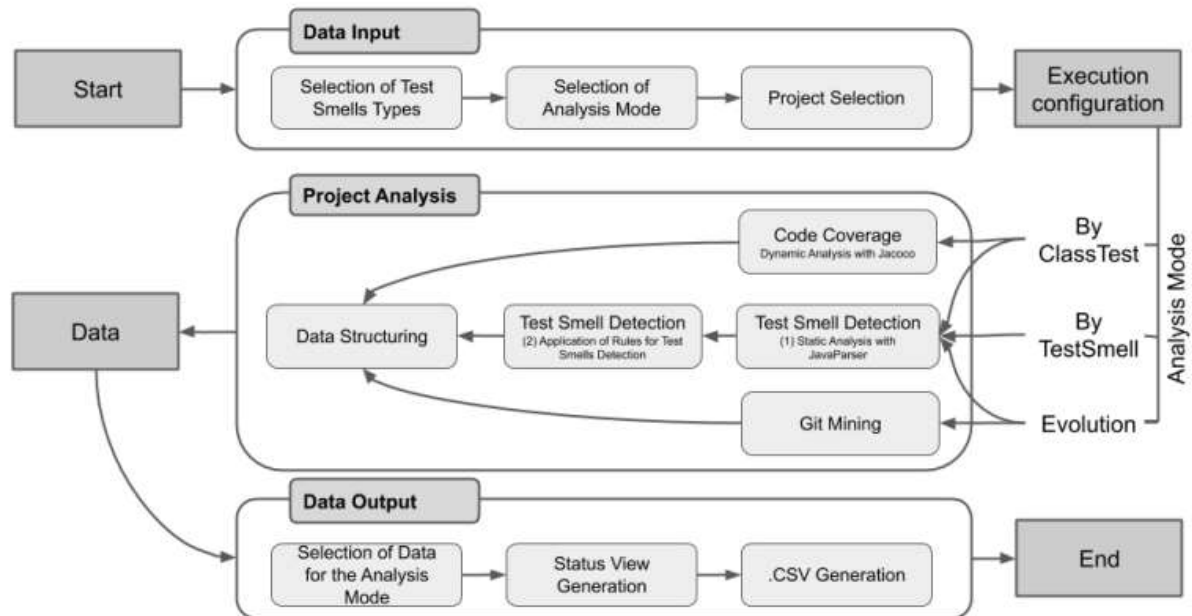 Data Input
Start
Selection of Test
Smells Types
Selection of
Analysis Mode
Project Selection
Execution
configuration
Project Analysis
Code Coverage
Dynamic Analysis with Jacoco
By
ClassTest
Data
Data Structuring
Test Smell Detection
(2) Application of Rules for Test
Smells Detection
Test Smell Detection
(1) Static Analysis with
JavaParser
By
TestSmell
Analysis Mode
Git Mining
Evolution
Data Output
Selection of Data
for the Analysis
Mode
Status View
Generation
.CSV Generation
End